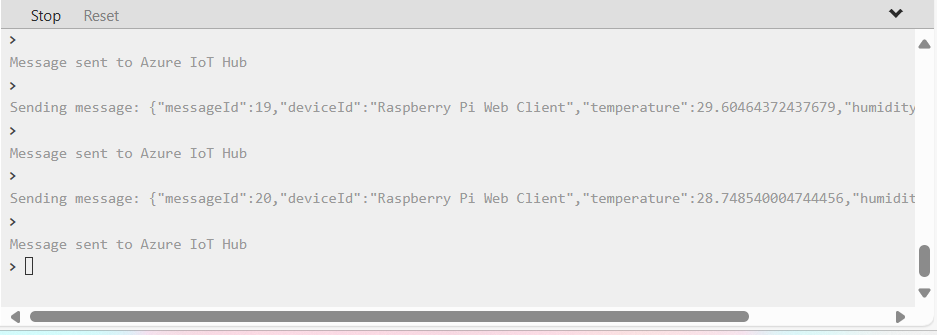 Stop Reset
>
Message sent to Azure IoT Hub
>
Sending message: {"messageId":19,"deviceId":"Raspberry Pi Web Client","temperature":29.60464372437679,"humidity
>
Message sent to Azure IoT Hub
>
Sending message: {"messageId":20,"deviceId":"Raspberry Pi Web Client","temperature":28.748540004744456,"humidit
>
Message sent to Azure IoT Hub
>